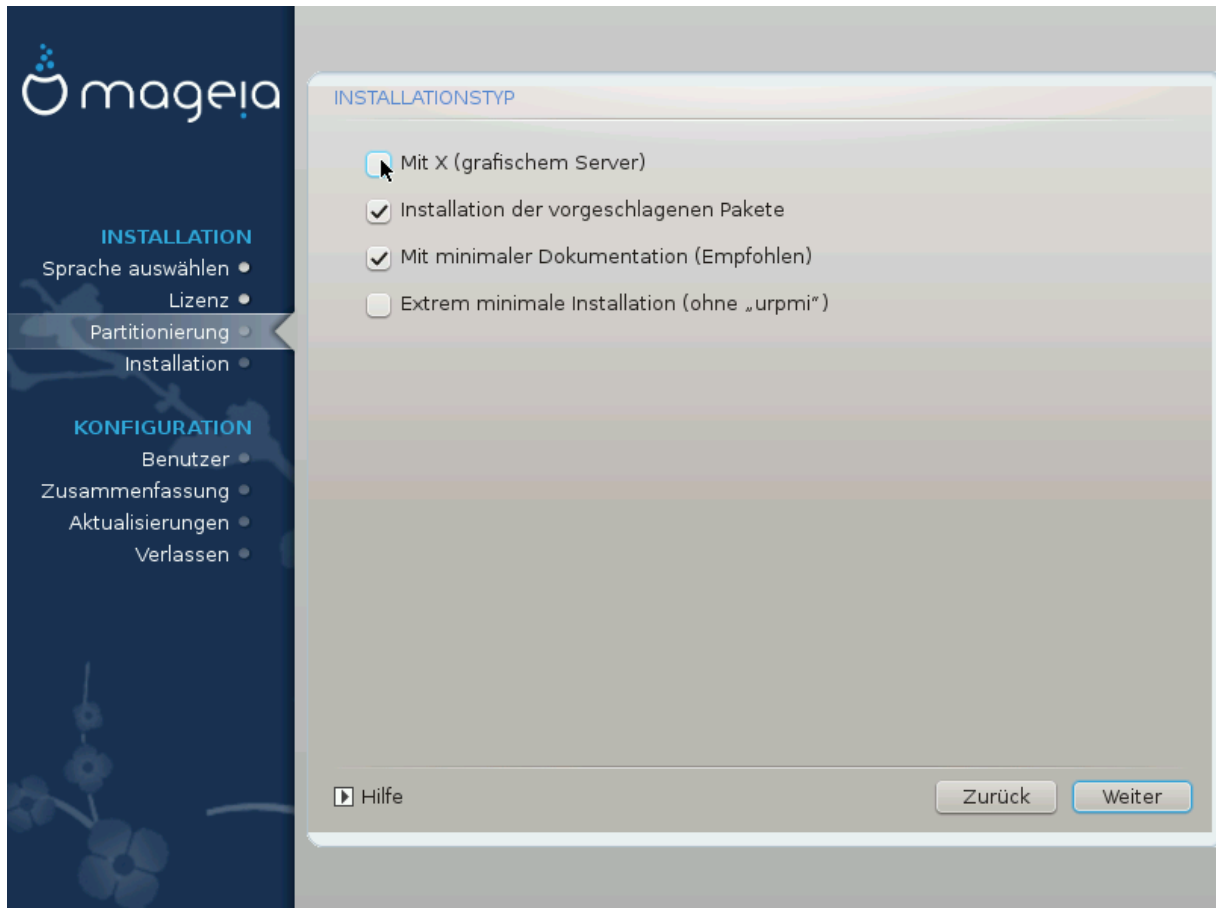 mageia
INSTALLATION
Sprache auswählen
Lizenz
Partitionierung
Installation
KONFIGURATION
Benutzer
Zusammenfassung
Aktualisierungen
Verlassen
INSTALLATIONSTYP
Mit X (grafischem Server)
Installation der vorgeschlagenen Pakete
Mit minimaler Dokumentation (Empfohlen)
Extrem minimale Installation (ohne „urpmi“)
Hilfe
Zurück
Weiter